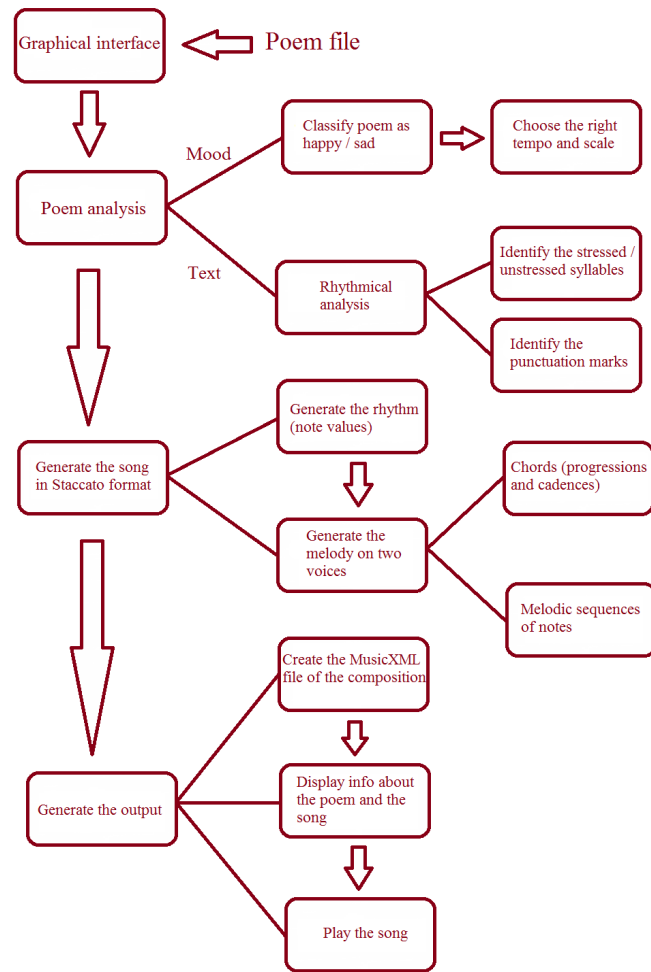 Graphical interface
Poem file
Classify poem as
happy / sad
Choose the right
tempo and scale
Mood
Poem analysis
Text
Rhythmical
analysis
Identify the stressed /
unstressed syllables
Identify the
punctuation marks
Generate the rhythm
(note values)
Generate the song
in Staccato format
Generate the
melody on two
voices
Chords (progressions
and cadences)
Melodic sequences
of notes
Create the MusicXML
file of the composition
Generate the output
Display info about
the poem and the
song
Play the song